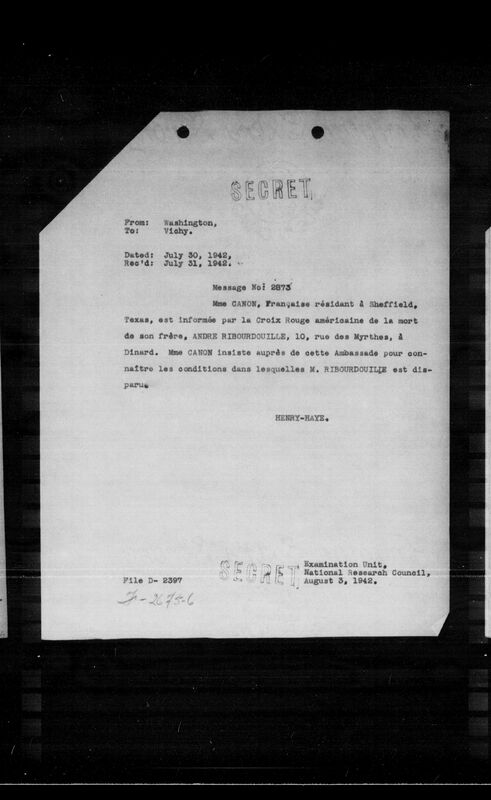 SECRET
From: Washington,
To: Vichy.
Dated: July 30, 1942,
Rec'd: July 31, 1942.
Message No: 2873
Mme CANON, Française résidant à Sheffield,
Texas, est informée par la Croix Rouge américaine de la mort
de son frère, ANDRE RIBOURDOUILLE, 10, rue des Myrthes, à
Dinard. Mme CANON insiste auprès de cette Ambassade pour con-
naître les conditions dans lesquelles M. RIBOURDOUILLE est dis-
paru.
HENRY-HAYE.
SECRET
Examination Unit,
National Research Council,
August 3, 1942.
File D- 2397
F-2675-6